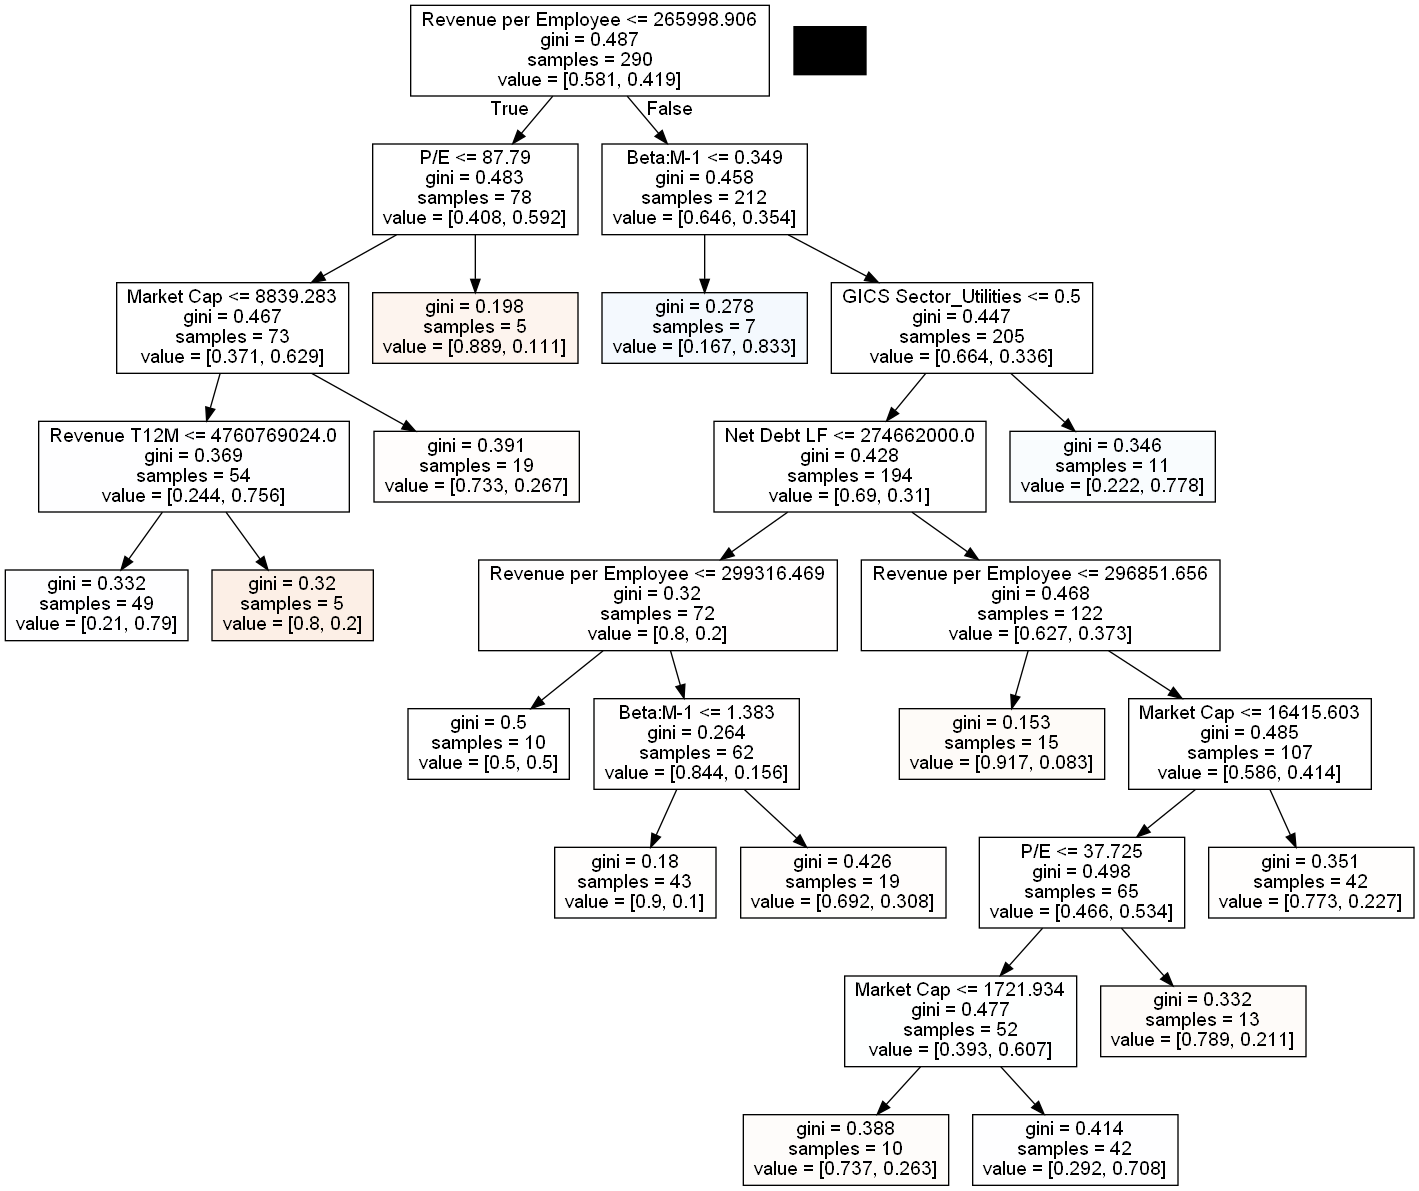 Revenue per Employee <= 265998.906
gini = 0.487
samples = 290
value = [0.581, 0.419]
True
False
P/E <= 87.79
gini = 0.483
samples = 78
value = [0.408, 0.592]
Beta:M-1 <= 0.349
gini = 0.458
samples = 212
value = [0.646, 0.354]
Market Cap <= 8839.283
gini = 0.467
samples = 73
value = [0.371, 0.629]
gini = 0.198
samples = 5
value = [0.889, 0.111]
gini = 0.278
samples = 7
value = [0.167, 0.833]
GICS Sector_Utilities <= 0.5
gini = 0.447
samples = 205
value = [0.664, 0.336]
Revenue T12M <= 4760769024.0
gini = 0.369
samples = 54
value = [0.244, 0.756]
gini = 0.391
samples = 19
value = [0.733, 0.267]
Net Debt LF <= 274662000.0
gini = 0.428
samples = 194
value = [0.69, 0.31]
gini = 0.346
samples = 11
value = [0.222, 0.778]
gini = 0.332
samples = 49
value = [0.21, 0.79]
gini = 0.32
samples = 5
value = [0.8, 0.2]
Revenue per Employee <= 299316.469
gini = 0.32
samples = 72
value = [0.8, 0.2]
Revenue per Employee <= 296851.656
gini = 0.468
samples = 122
value = [0.627, 0.373]
gini = 0.5
samples = 10
value = [0.5, 0.5]
Beta:M-1 <= 1.383
gini = 0.264
samples = 62
value = [0.844, 0.156]
gini = 0.153
samples = 15
value = [0.917, 0.083]
Market Cap <= 16415.603
gini = 0.485
samples = 107
value = [0.586, 0.414]
gini = 0.18
samples = 43
value = [0.9, 0.1]
gini = 0.426
samples = 19
value = [0.692, 0.308]
P/E <= 37.725
gini = 0.498
samples = 65
value = [0.466, 0.534]
gini = 0.351
samples = 42
value = [0.773, 0.227]
Market Cap <= 1721.934
gini = 0.477
samples = 52
value = [0.393, 0.607]
gini = 0.332
samples = 13
value = [0.789, 0.211]
gini = 0.388
samples = 10
value = [0.737, 0.263]
gini = 0.414
samples = 42
value = [0.292, 0.708]